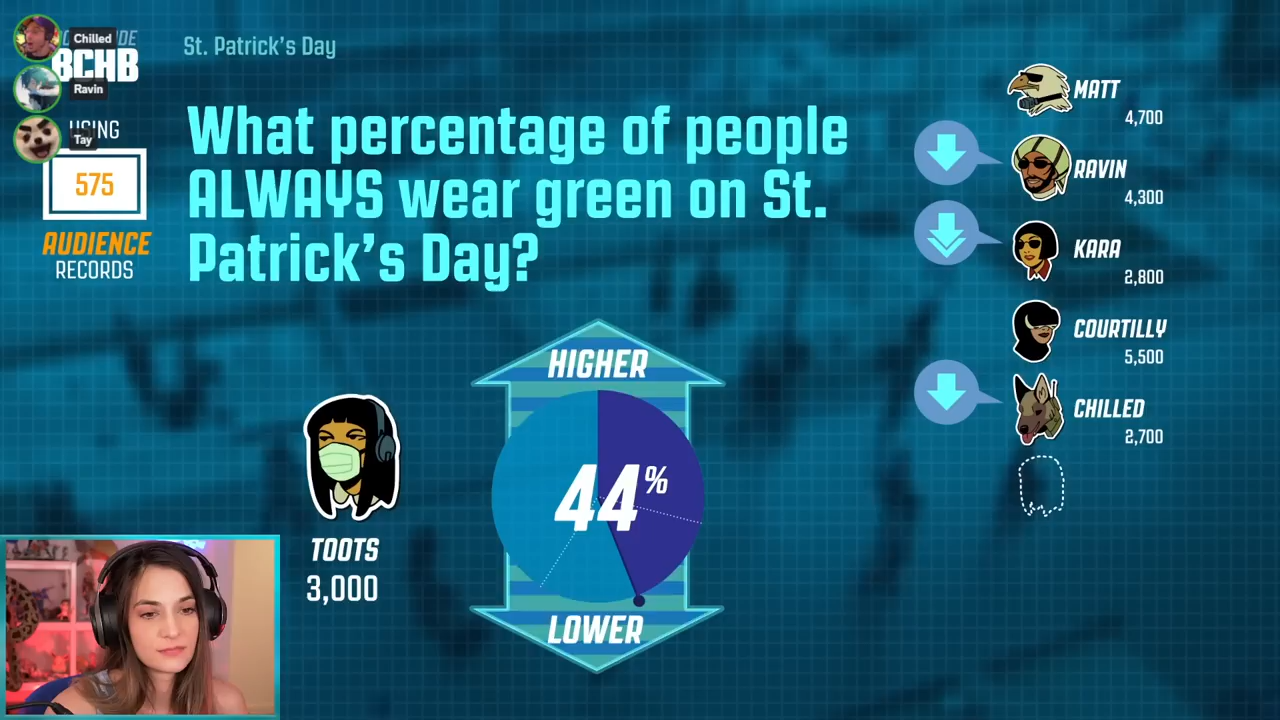 Chilled
BCHB
Ravin
USING
Tay
575
AUDIENCE
RECORDS
St. Patrick's Day
What percentage of people
ALWAYS wear green on St.
Patrick's Day?
HIGHER
44%
LOWER
TOOTS
3,000
MATT
4,700
RAVIN
4,300
KARA
2,800
COURTILLY
5,500
CHILLED
2,700